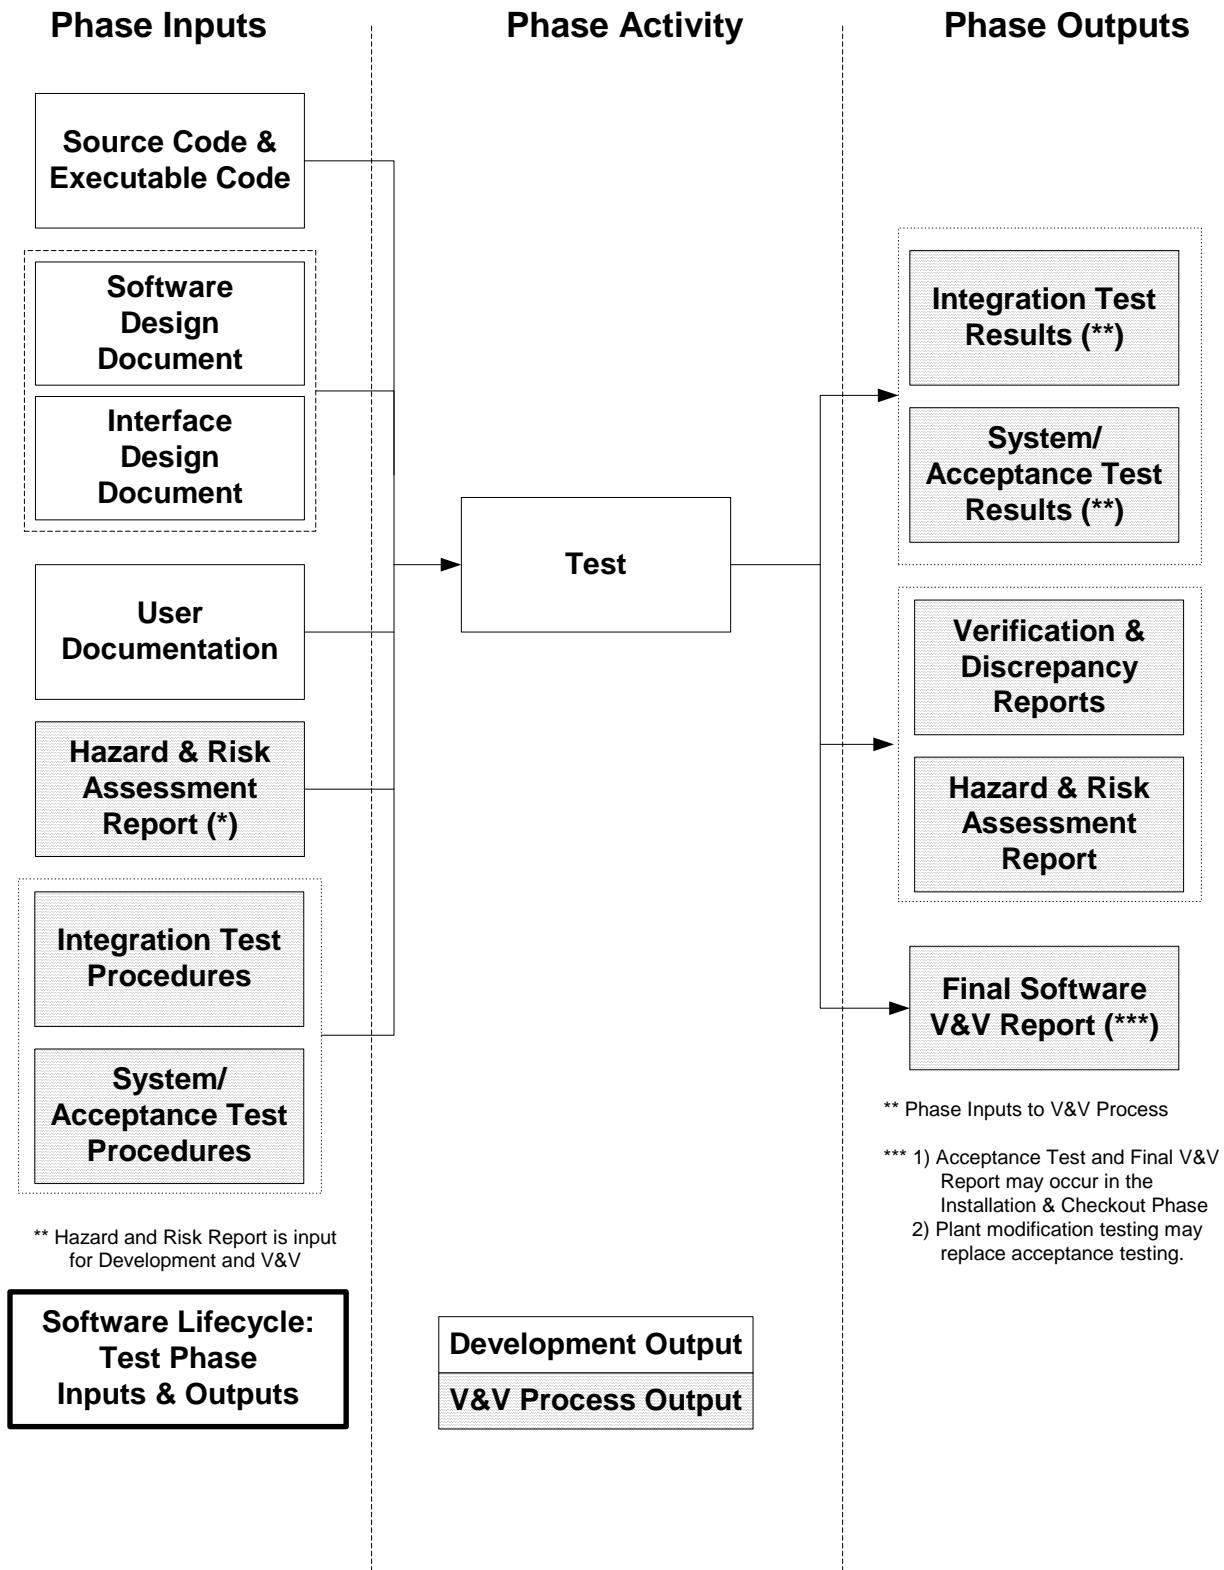 Phase Inputs
Phase Activity
Phase Outputs
Source Code &
Executable Code
Software
Design
Document
Interface
Design
Document
User
Documentation
Hazard & Risk
Assessment
Report (*)
Integration Test
Procedures
System/
Acceptance Test
Procedures
** Hazard and Risk Report is input
for Development and V&V
Software Lifecycle:
Test Phase
Inputs & Outputs
Test
Development Output
V&V Process Output
Integration Test
Results (**)
System/
Acceptance Test
Results (**)
Verification &
Discrepancy
Reports
Hazard & Risk
Assessment
Report
Final Software
V&V Report (***)
** Phase Inputs to V&V Process
*** 1) Acceptance Test and Final V&V
Report may occur in the
Installation & Checkout Phase
2) Plant modification testing may
replace acceptance testing.